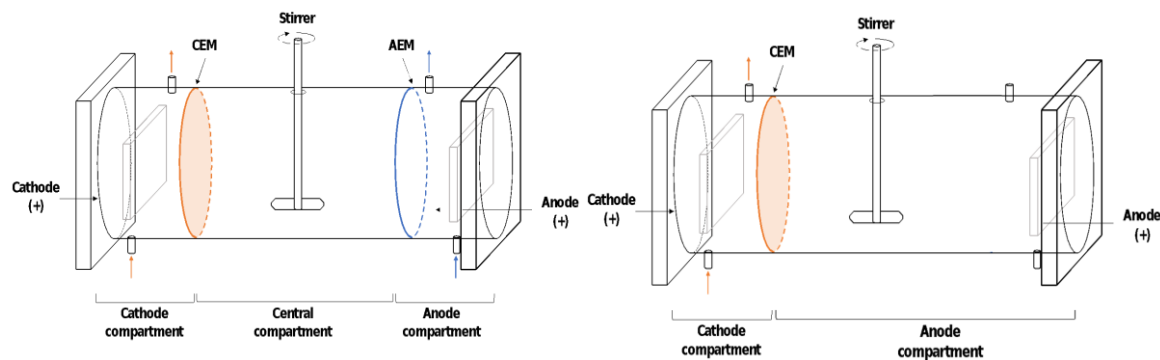 Stirrer
CEM
AEM
Cathode
(+)
Anode
(+)
Cathode
compartment
Central
compartment
Anode
compartment
Stirrer
CEM
Cathode
(+)
Anode
(+)
Cathode
compartment
Anode
compartment